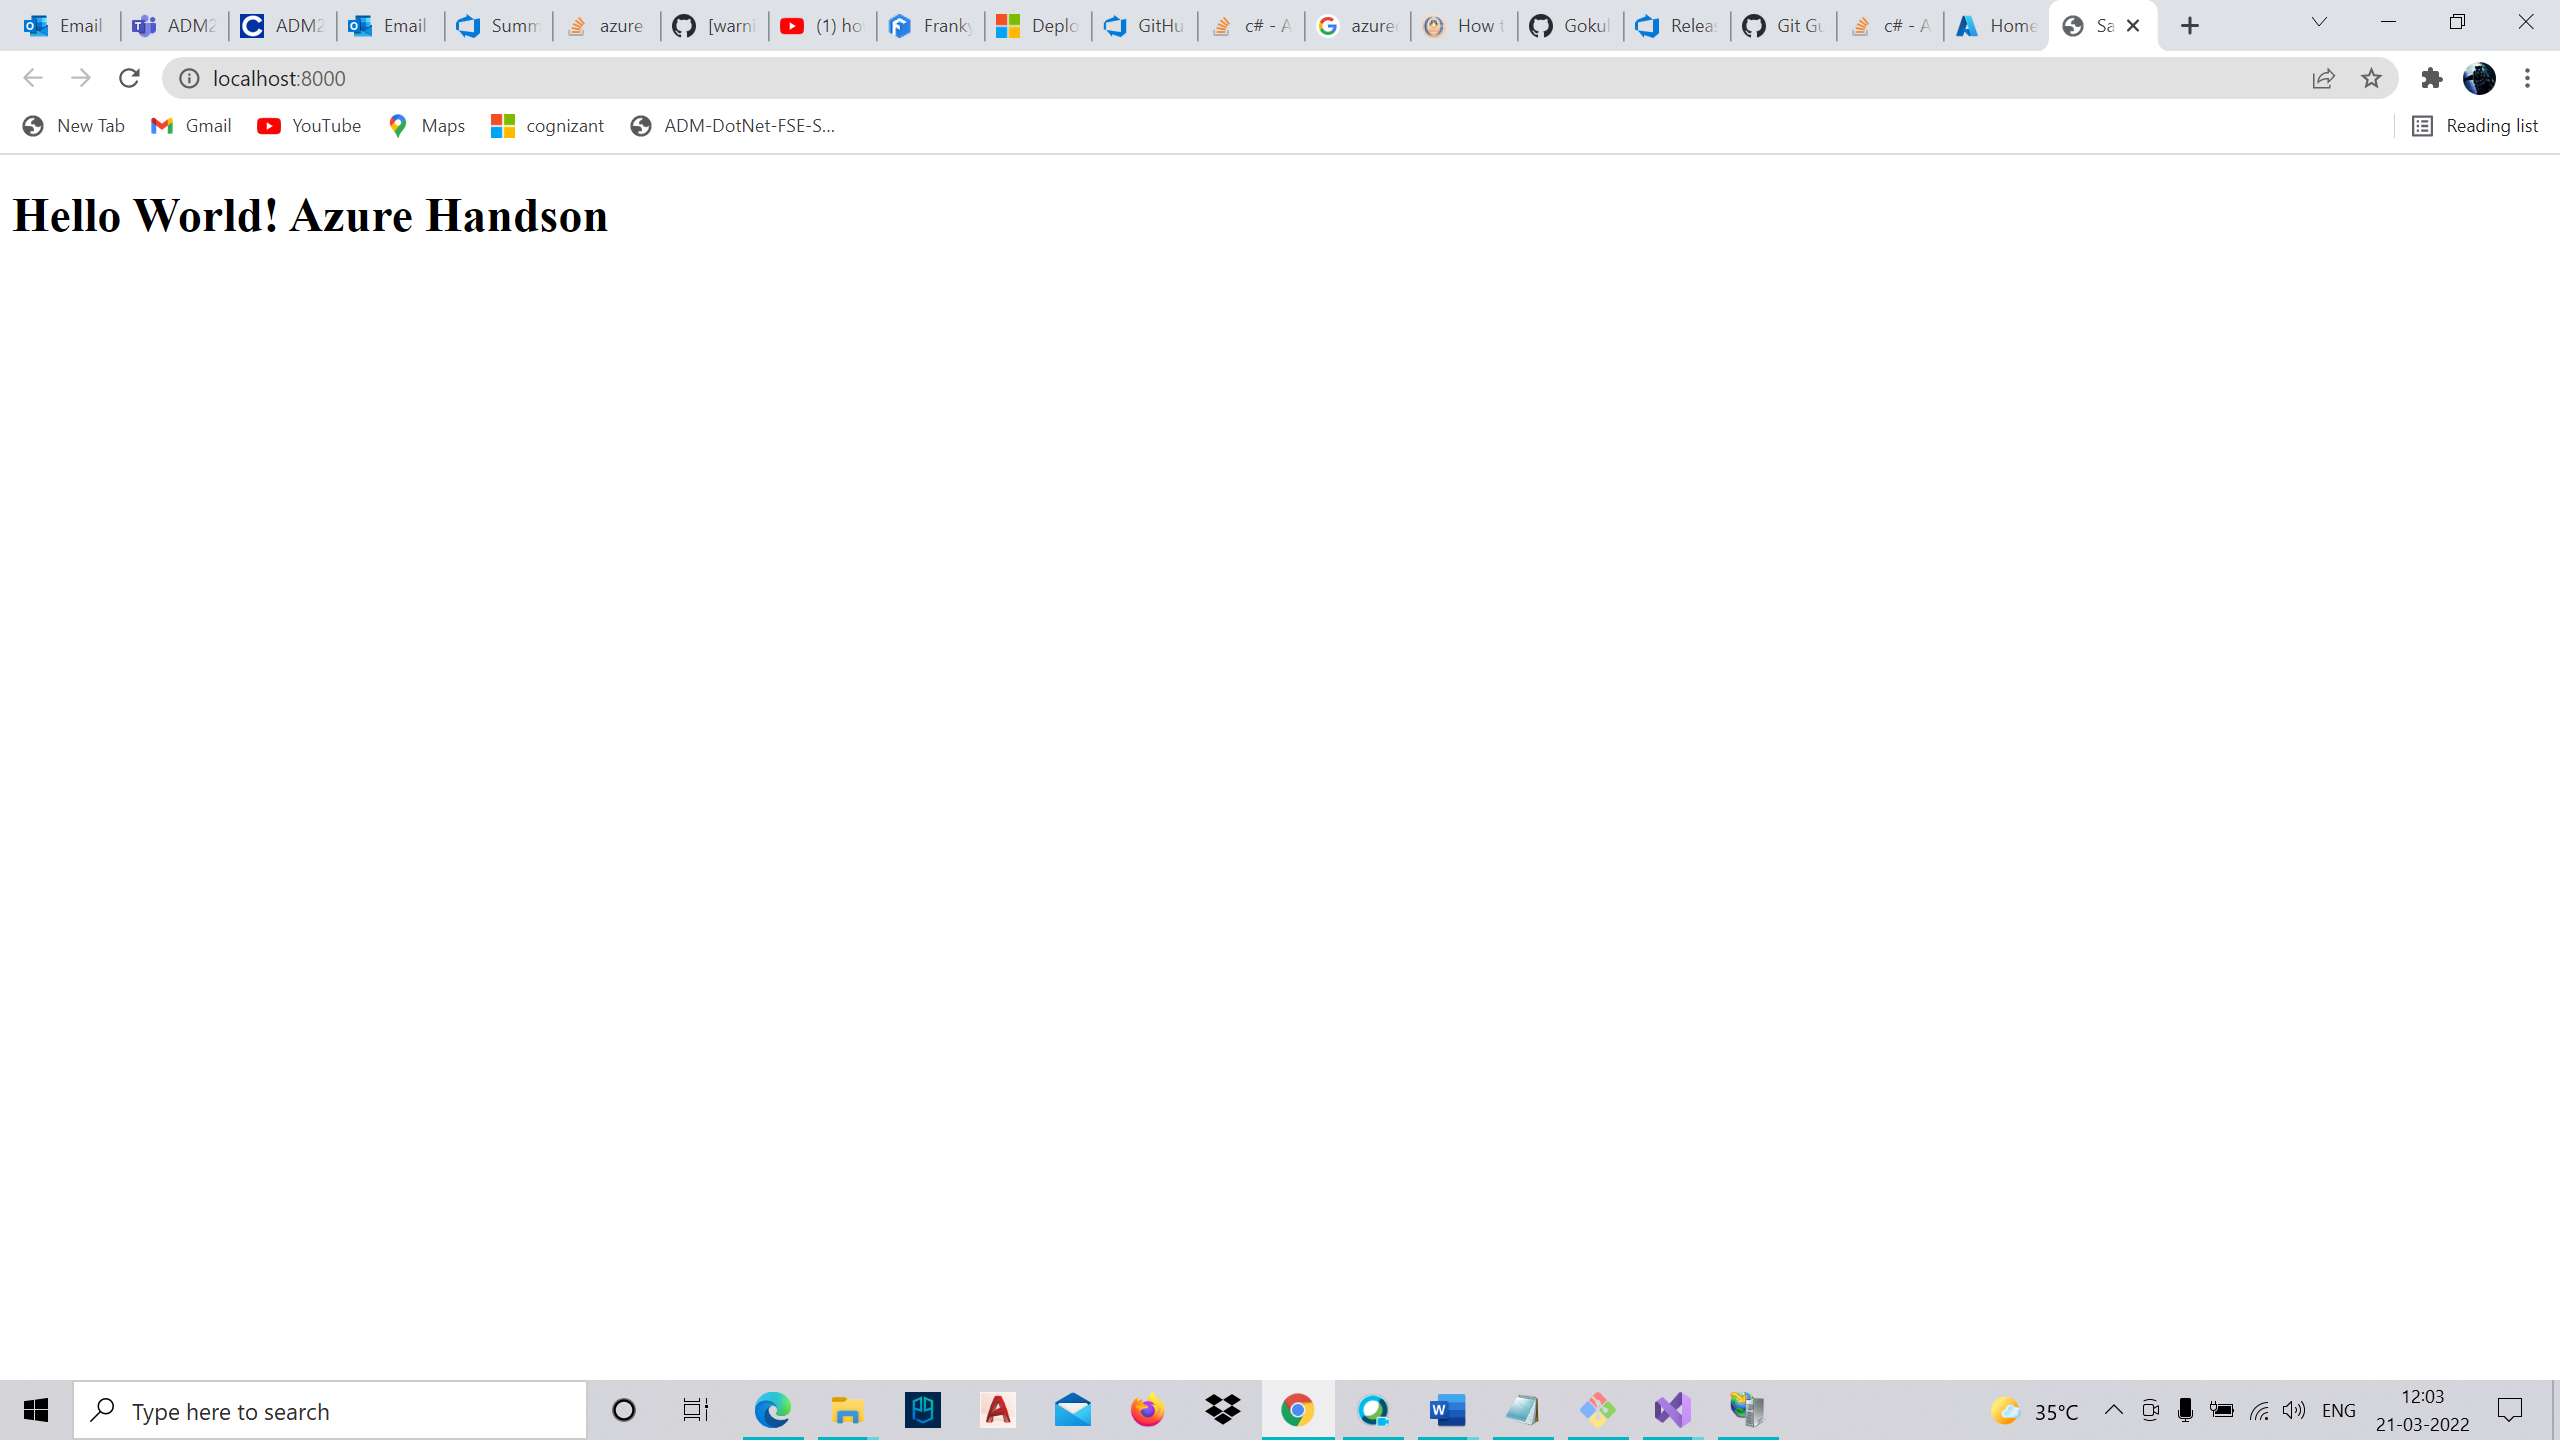 Email
ADM2
ADM2
Email
Summ
azure
[warni
(1) ho
Franky
Deplo
GitHu
c# - A
azure
How t
Gokul
Relea
Git Gu
c# - A
Home
Sa
localhost:8000
New Tab
Gmail
YouTube
Maps
cognizant
ADM-DotNet-FSE-S...
Reading list
Hello World! Azure Handson
Type here to search
35°C
ENG
12:03
21-03-2022